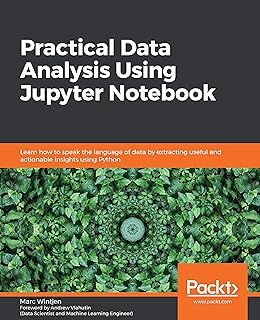 Practical Data
Analysis Using
Jupyter Notebook
Learn how to speak the language of data by extracting useful and
actionable insights using Python
Marc Wintjen
Foreword by Andrew Vlahutin
(Data Scientist and Machine Learning Engineer)
Packt>
www.packt.com